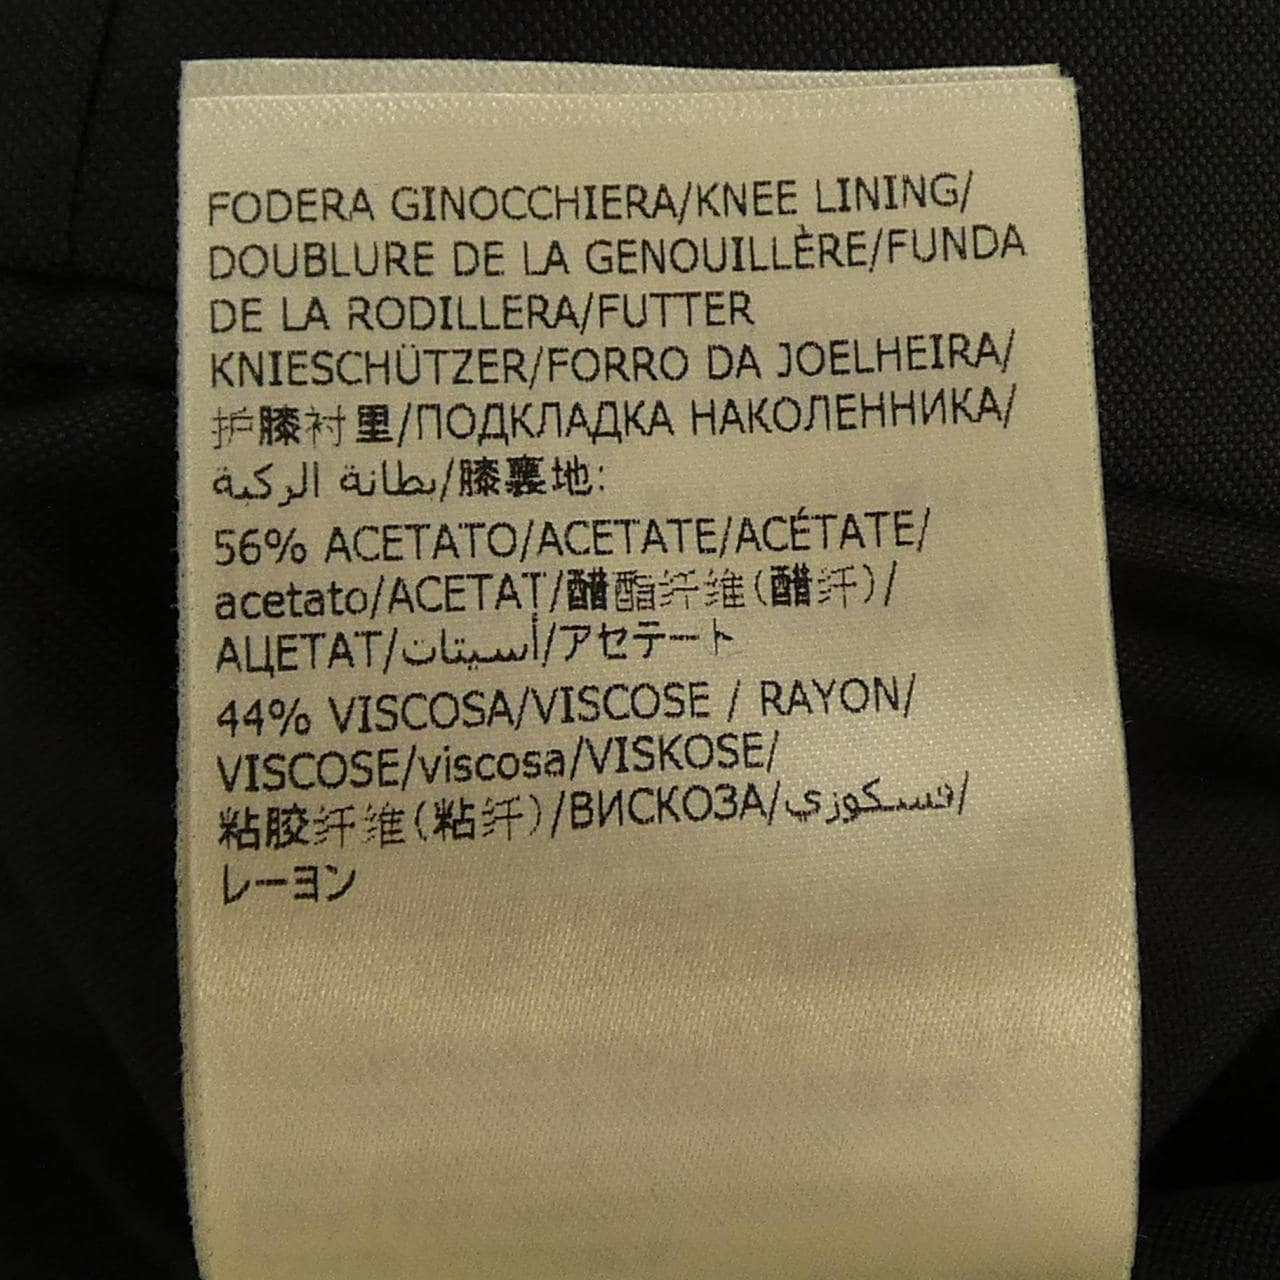 FODERA GINOCCHIERA/KNEE LINING/
DOUBLURE DE LA GENOUILLÈRE/FUNDA
DE LA RODILLERA/FUTTER
KNIESCHÜTZER/FORRO DA JOELHEIRA/
护膝衬里/ПОДКЛАДКА НАКОЛЕННИКА/
بطانة الركبة/膝裏地:
56% ACETATO/ACETATE/ACÉTATE/
acetato/ACETAT/醋酯纤维(醋纤)/
АЦЕТАТ/أسيتات/アセテート
44% VISCOSA/VISCOSE / RAYON/
VISCOSE/viscosa/VISKOSE/
粘胶纤维(粘纤)/ВИСКОЗА/فسكوزي/
レーヨン